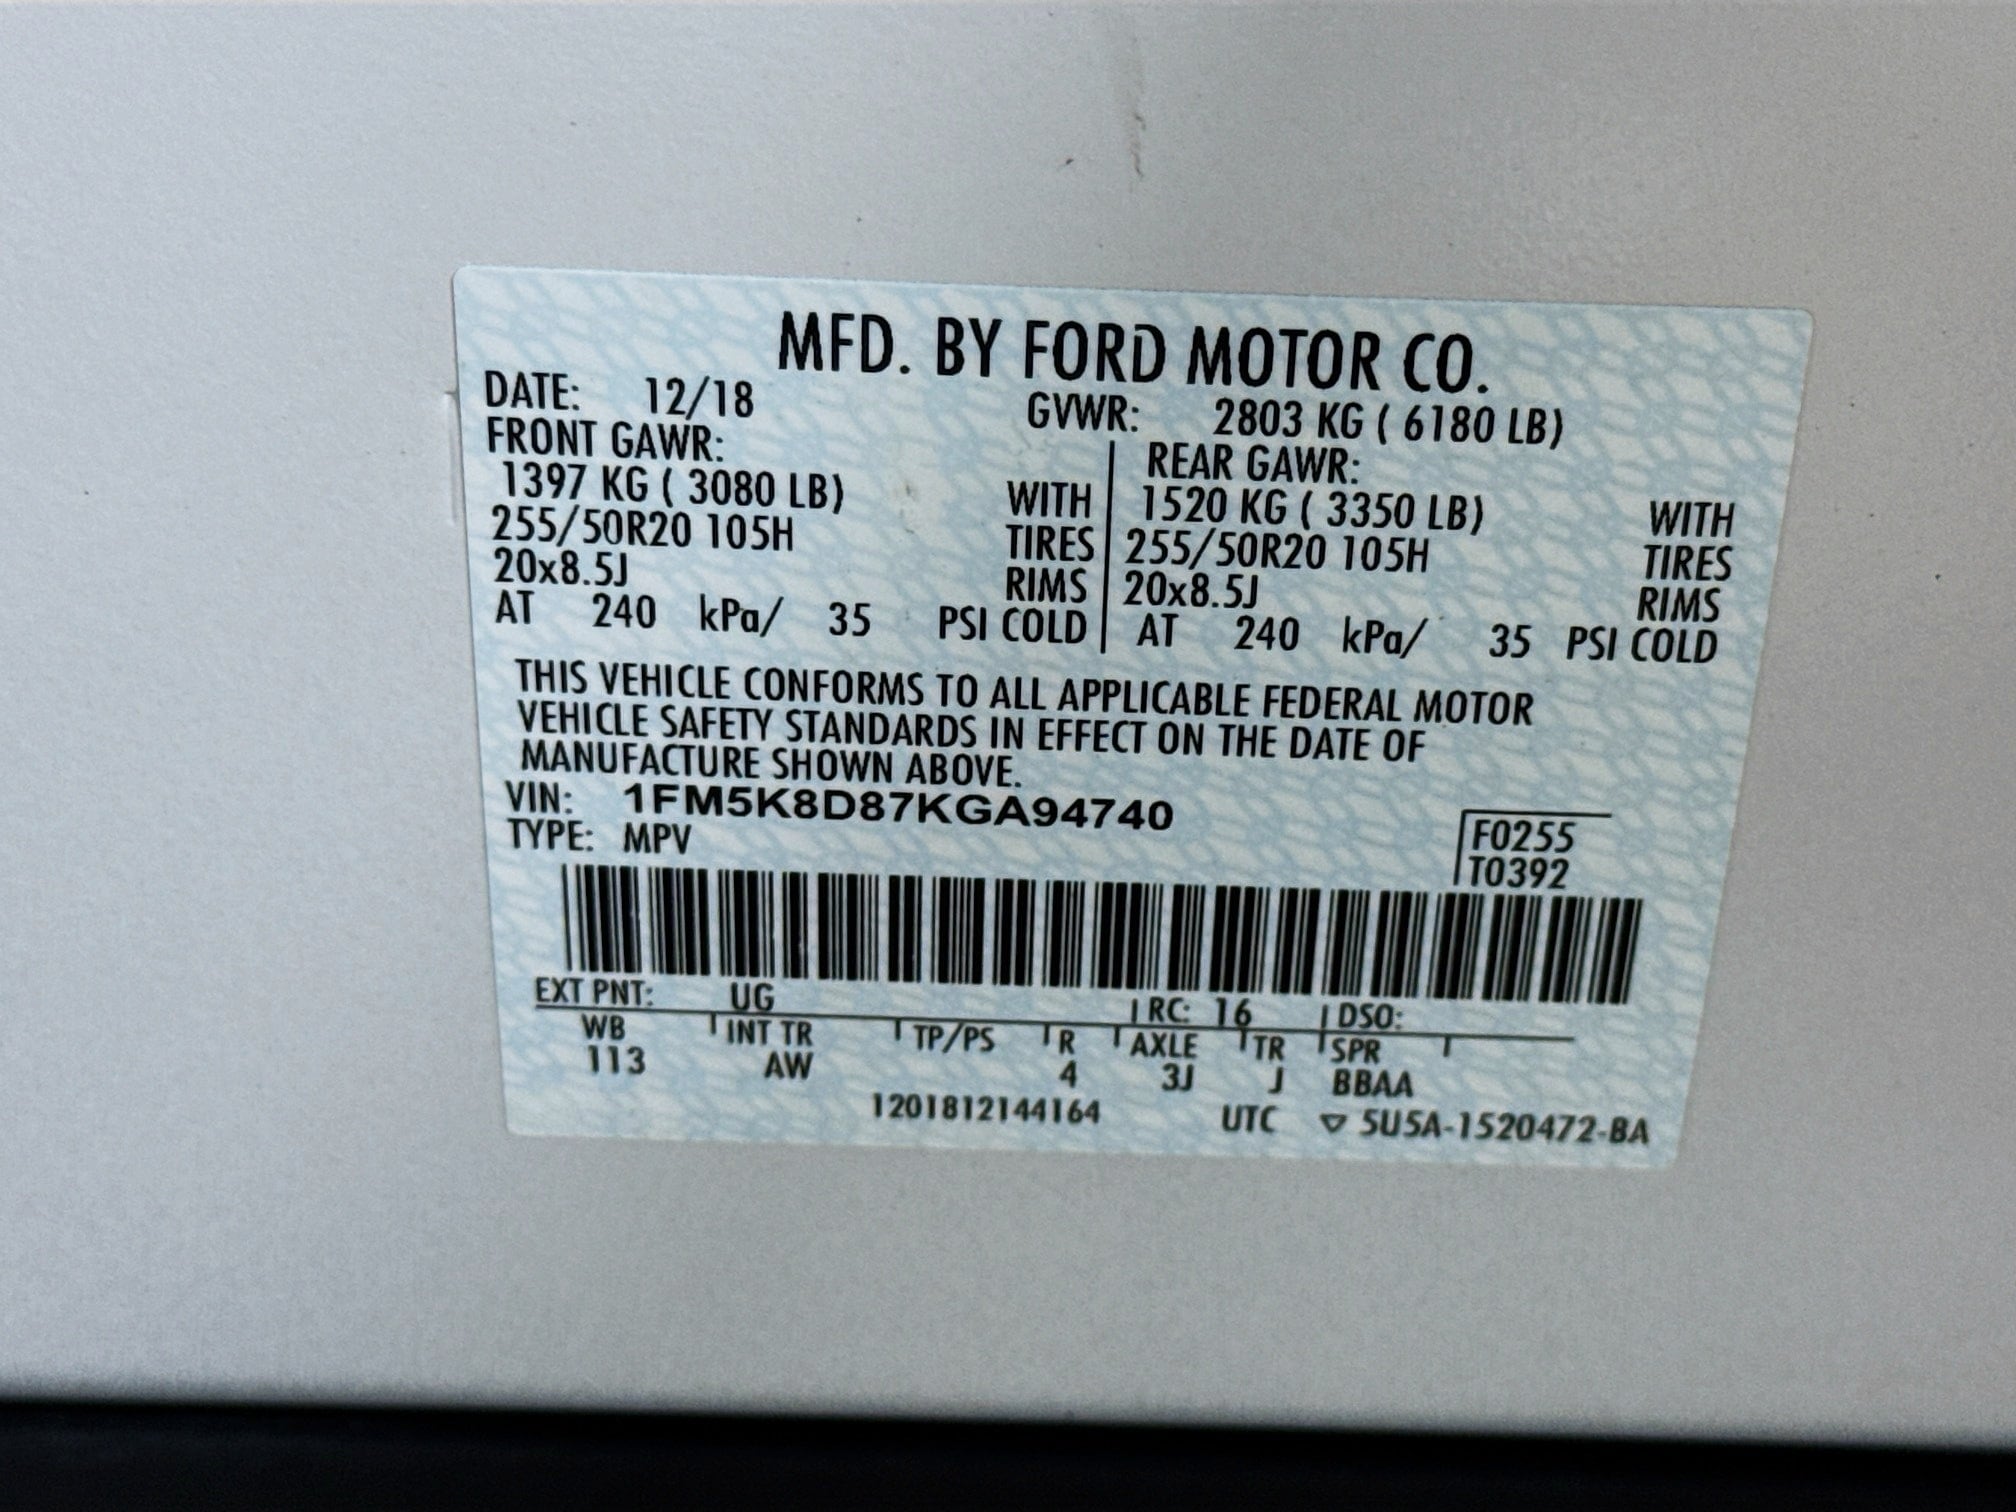 MFD. BY FORD MOTOR CO.
DATE: 12/18 GVWR: 2803 KG ( 6180 LB)
FRONT GAWR: REAR GAWR:
1397 KG ( 3080 LB) WITH 1520 KG ( 3350 LB) WITH
255/50R20 105H TIRES 255/50R20 105H TIRES
20x8.5J RIMS 20x8.5J RIMS
AT 240 kPa/ 35 PSI COLD AT 240 kPa/ 35 PSI COLD
THIS VEHICLE CONFORMS TO ALL APPLICABLE FEDERAL MOTOR
VEHICLE SAFETY STANDARDS IN EFFECT ON THE DATE OF
MANUFACTURE SHOWN ABOVE.
VIN: 1FM5K8D87KGA94740
TYPE: MPV
F0255
T0392
EXT PNT: UG RC: 16 DSO:
WB INT TR TP/PS R AXLE TR SPR
113 AW 4 3J J BBAA
1201812144164 UTC ▽ 5U5A-1520472-BA